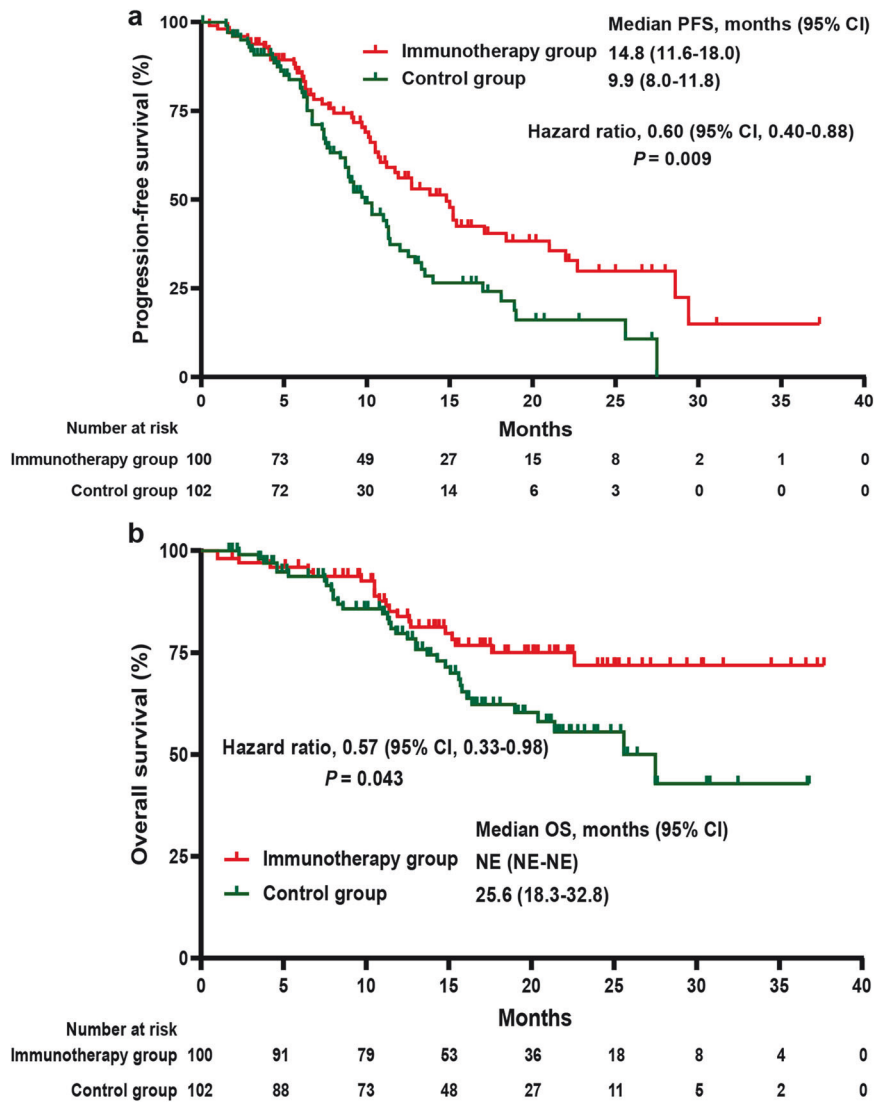 a
Median PFS, months (95% CI)
Immunotherapy group 14.8 (11.6-18.0)
Control group 9.9 (8.0-11.8)
Hazard ratio, 0.60 (95% CI, 0.40-0.88)
P = 0.009
Progression-free survival (%)
100
75
50
25
0
0 5 10 15 20 25 30 35 40
Months
Number at risk
Immunotherapy group 100 73 49 27 15 8 2 1 0
Control group 102 72 30 14 6 3 0 0 0
b
Overall survival (%)
100
75
50
25
0
Hazard ratio, 0.57 (95% CI, 0.33-0.98)
P = 0.043
Median OS, months (95% CI)
Immunotherapy group NE (NE-NE)
Control group 25.6 (18.3-32.8)
0 5 10 15 20 25 30 35 40
Months
Number at risk
Immunotherapy group 100 91 79 53 36 18 8 4 0
Control group 102 88 73 48 27 11 5 2 0